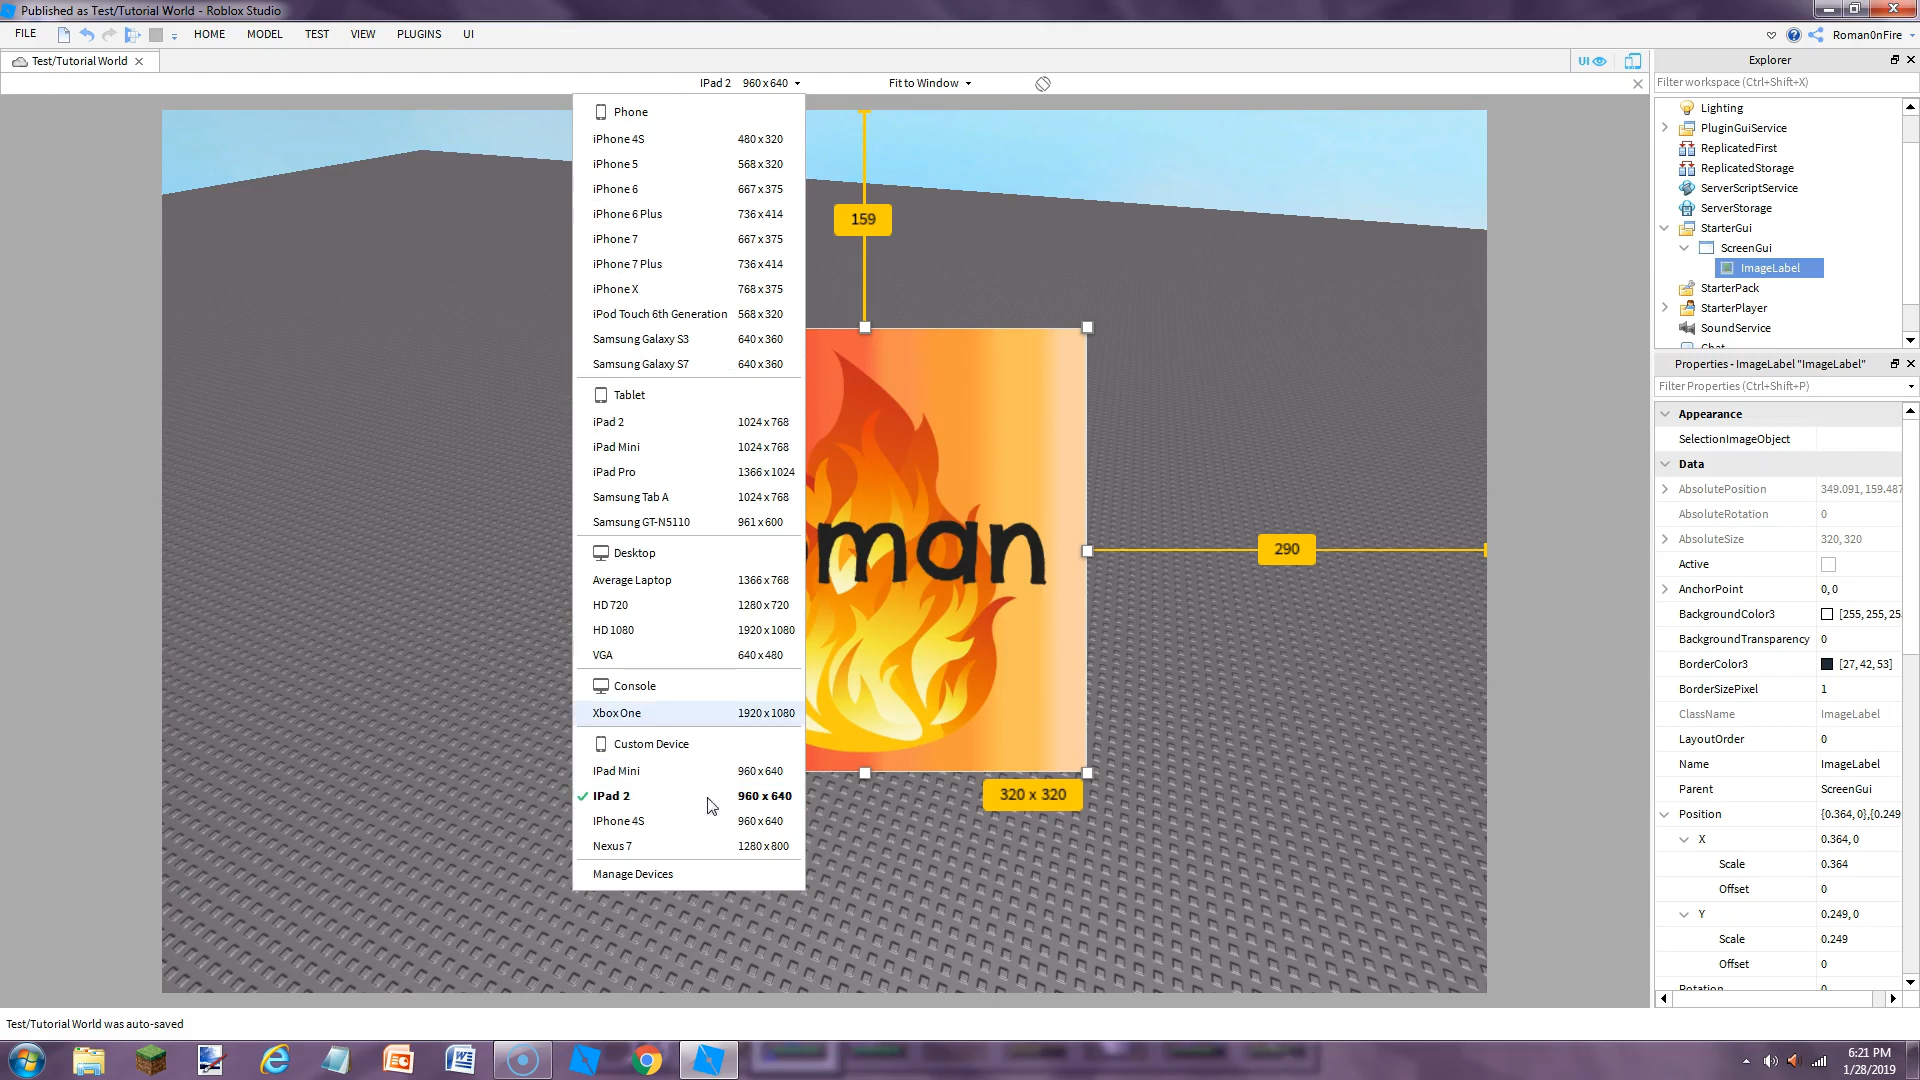 Published as Test/Tutorial World - Roblox Studio
FILE HOME MODEL TEST VIEW PLUGINS UI Roman0nFire
Test/Tutorial World UI
IPad 2 960 x 640 Fit to Window
Phone
iPhone 4S 480 x 320
iPhone 5 568 x 320
iPhone 6 667 x 375
iPhone 6 Plus 736 x 414
iPhone 7 667 x 375
iPhone 7 Plus 736 x 414
iPhone X 768 x 375
iPod Touch 6th Generation 568 x 320
Samsung Galaxy S3 640 x 360
Samsung Galaxy S7 640 x 360
Tablet
iPad 2 1024 x 768
iPad Mini 1024 x 768
iPad Pro 1366 x 1024
Samsung Tab A 1024 x 768
Samsung GT-N5110 961 x 600
Desktop
Average Laptop 1366 x 768
HD 720 1280 x 720
HD 1080 1920 x 1080
VGA 640 x 480
Console
Xbox One 1920 x 1080
Custom Device
IPad Mini 960 x 640
IPad 2 960 x 640
IPhone 4S 960 x 640
Nexus 7 1280 x 800
Manage Devices
159
man
290
320 x 320
Explorer
Filter workspace (Ctrl+Shift+X)
Lighting
PluginGuiService
ReplicatedFirst
ReplicatedStorage
ServerScriptService
ServerStorage
StarterGui
ScreenGui
ImageLabel
StarterPack
StarterPlayer
SoundService
Properties - ImageLabel "ImageLabel"
Filter Properties (Ctrl+Shift+P)
Appearance
SelectionImageObject
Data
AbsolutePosition 349.091, 159.487
AbsoluteRotation 0
AbsoluteSize 320, 320
Active
AnchorPoint 0, 0
BackgroundColor3 [255, 255, 25
BackgroundTransparency 0
BorderColor3 [27, 42, 53]
BorderSizePixel 1
ClassName ImageLabel
LayoutOrder 0
Name ImageLabel
Parent ScreenGui
Position {0.364, 0},{0.249
X 0.364, 0
Scale 0.364
Offset 0
Y 0.249, 0
Scale 0.249
Offset 0
Rotation 0
Test/Tutorial World was auto-saved
6:21 PM
1/28/2019